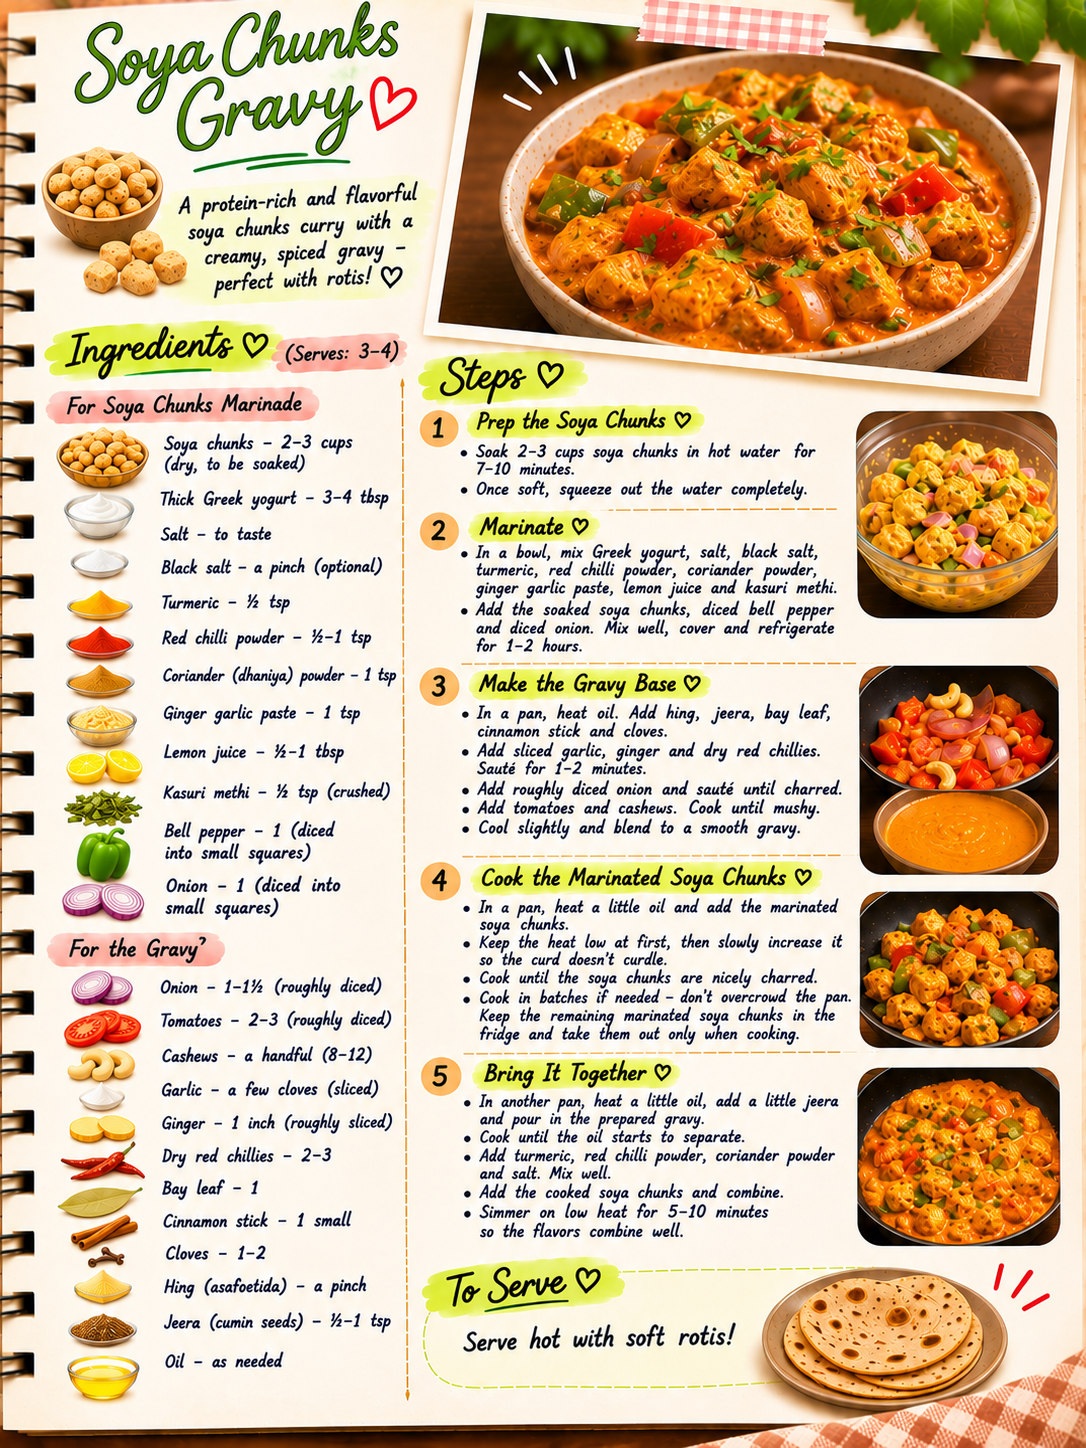 Soya Chunks
Gravy
A protein-rich and flavorful
soya chunks curry with a
creamy, spiced gravy –
perfect with rotis!
Ingredients
(Serves: 3–4)
For Soya Chunks Marinade
Soya chunks – 2–3 cups
(dry, to be soaked)
Thick Greek yogurt – 3–4 tbsp
Salt – to taste
Black salt – a pinch (optional)
Turmeric – ½ tsp
Red chilli powder – ½–1 tsp
Coriander (dhaniya) powder – 1 tsp
Ginger garlic paste – 1 tsp
Lemon juice – ½–1 tbsp
Kasuri methi – ½ tsp (crushed)
Bell pepper – 1 (diced
into small squares)
Onion – 1 (diced into
small squares)
For the Gravy’
Onion – 1–1½ (roughly diced)
Tomatoes – 2–3 (roughly diced)
Cashews – a handful (8–12)
Garlic – a few cloves (sliced)
Ginger – 1 inch (roughly sliced)
Dry red chillies – 2–3
Bay leaf – 1
Cinnamon stick – 1 small
Cloves – 1–2
Hing (asafoetida) – a pinch
Jeera (cumin seeds) – ½–1 tsp
Oil – as needed
Steps
1 Prep the Soya Chunks
• Soak 2–3 cups soya chunks in hot water for
7–10 minutes.
• Once soft, squeeze out the water completely.
2 Marinate
• In a bowl, mix Greek yogurt, salt, black salt,
turmeric, red chilli powder, coriander powder,
ginger garlic paste, lemon juice and kasuri methi.
• Add the soaked soya chunks, diced bell pepper
and diced onion. Mix well, cover and refrigerate
for 1–2 hours.
3 Make the Gravy Base
• In a pan, heat oil. Add hing, jeera, bay leaf,
cinnamon stick and cloves.
• Add sliced garlic, ginger and dry red chillies.
Sauté for 1–2 minutes.
• Add roughly diced onion and sauté until charred.
• Add tomatoes and cashews. Cook until mushy.
• Cool slightly and blend to a smooth gravy.
4 Cook the Marinated Soya Chunks
• In a pan, heat a little oil and add the marinated
soya chunks.
• Keep the heat low at first, then slowly increase it
so the curd doesn't curdle.
• Cook until the soya chunks are nicely charred.
• Cook in batches if needed – don't overcrowd the pan.
Keep the remaining marinated soya chunks in the
fridge and take them out only when cooking.
5 Bring It Together
• In another pan, heat a little oil, add a little jeera
and pour in the prepared gravy.
• Cook until the oil starts to separate.
• Add turmeric, red chilli powder, coriander powder
and salt. Mix well.
• Add the cooked soya chunks and combine.
• Simmer on low heat for 5–10 minutes
so the flavors combine well.
To Serve
Serve hot with soft rotis!